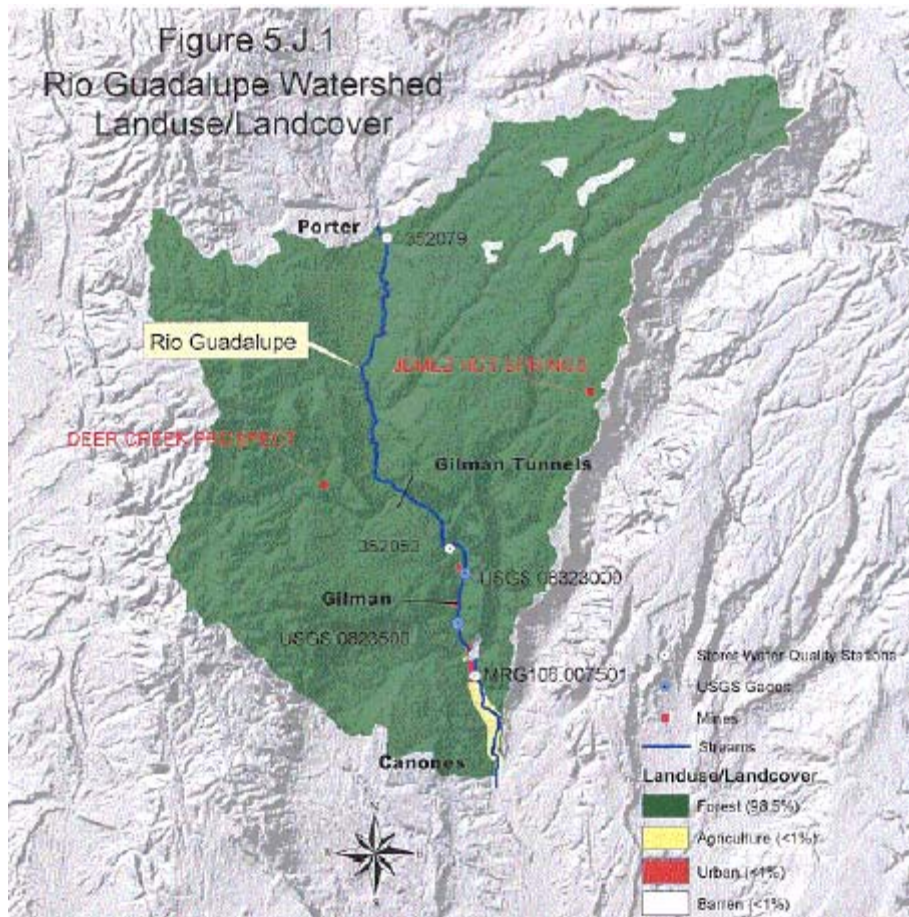 Figure 5.J.1
Rio Guadalupe Watershed
Landuse/Landcover
Porter
352079
Rio Guadalupe
JEMEZ HOT SPRINGS
DEER CREEK PROSPECT
Gilman Tunnels
352053
USGS 08323000
Gilman
USGS 0823500
MRG106.007501
Canones
Storet Water Quality Stations
USGS Gages
Mines
Streams
Landuse/Landcover
Forest (98.5%)
Agriculture (<1%)
Urban (<1%)
Barren (<1%)
N
S